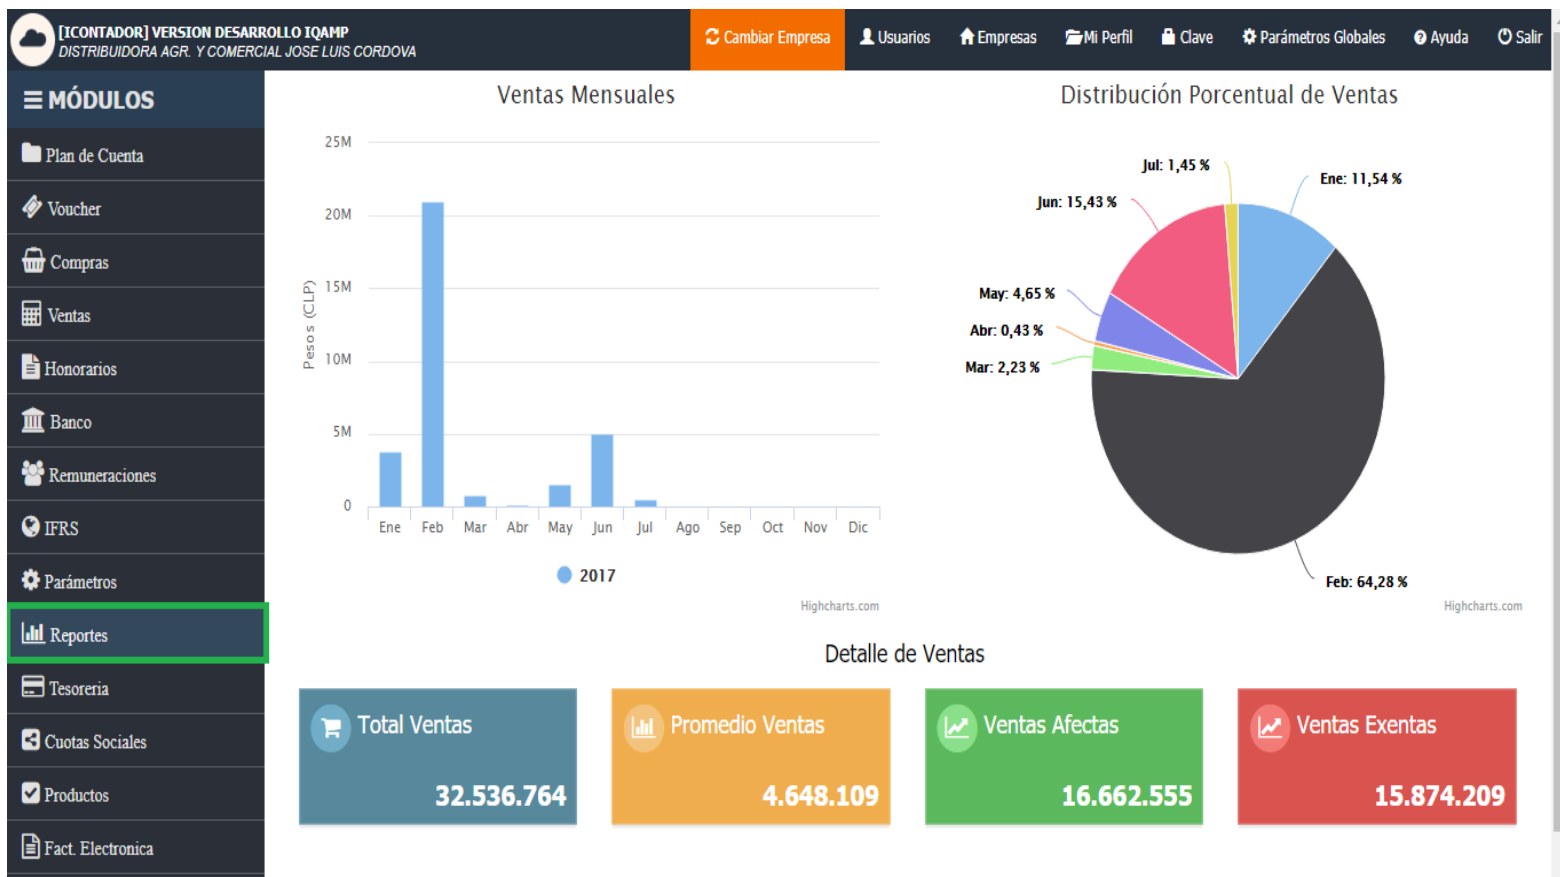 [ICONTADOR] VERSION DESARROLLO IQAMP
DISTRIBUIDORA AGR. Y COMERCIAL JOSE LUIS CORDOVA
Cambiar Empresa
Usuarios
Empresas
Mi Perfil
Clave
Parámetros Globales
Ayuda
Salir
MÓDULOS
Plan de Cuenta
Voucher
Compras
Ventas
Honorarios
Banco
Remuneraciones
IFRS
Parámetros
Reportes
Tesoreria
Cuotas Sociales
Productos
Fact. Electronica
Ventas Mensuales
Peso s (CLP)
25M
20M
15M
10M
5M
0
Ene Feb Mar Abr May Jun Jul Ago Sep Oct Nov Dic
2017
Highcharts.com
Distribución Porcentual de Ventas
Jul: 1,45 %
Ene: 11,54 %
Jun: 15,43 %
May: 4,65 %
Abr: 0,43 %
Mar: 2,23 %
Feb: 64,28 %
Highcharts.com
Detalle de Ventas
Total Ventas
32.536.764
Promedio Ventas
4.648.109
Ventas Afectas
16.662.555
Ventas Exentas
15.874.209